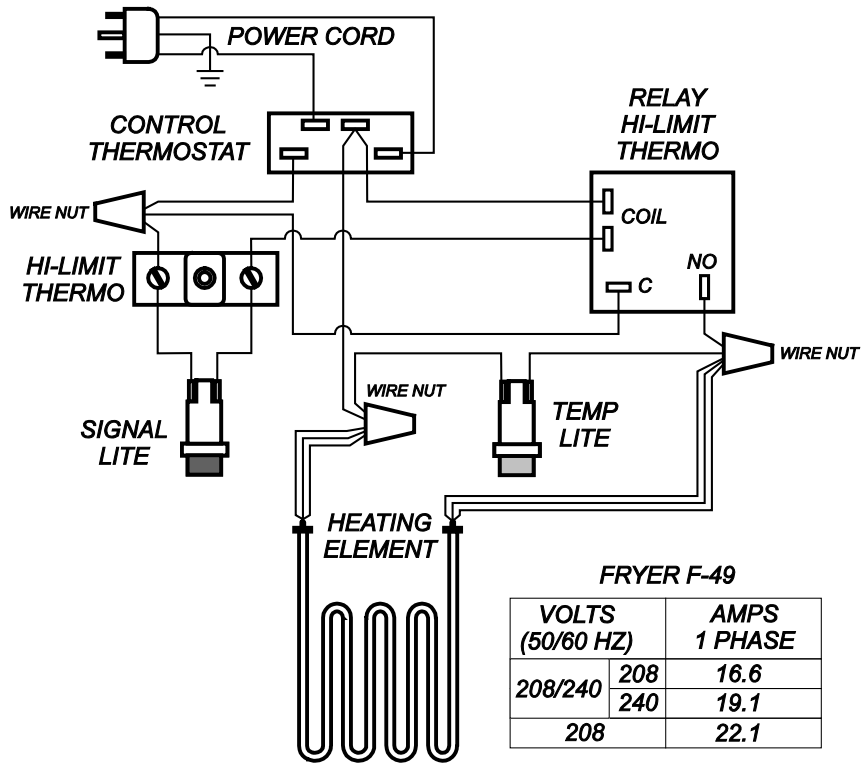 POWER CORD
CONTROL
THERMOSTAT
RELAY
HI-LIMIT
THERMO
WIRE NUT
COIL
HI-LIMIT
THERMO
NO
C
WIRE NUT
WIRE NUT
SIGNAL
LITE
TEMP
LITE
HEATING
ELEMENT
FRYER F-49
VOLTS
(50/60 HZ)
AMPS
1 PHASE
208/240
208
16.6
240
19.1
208
22.1